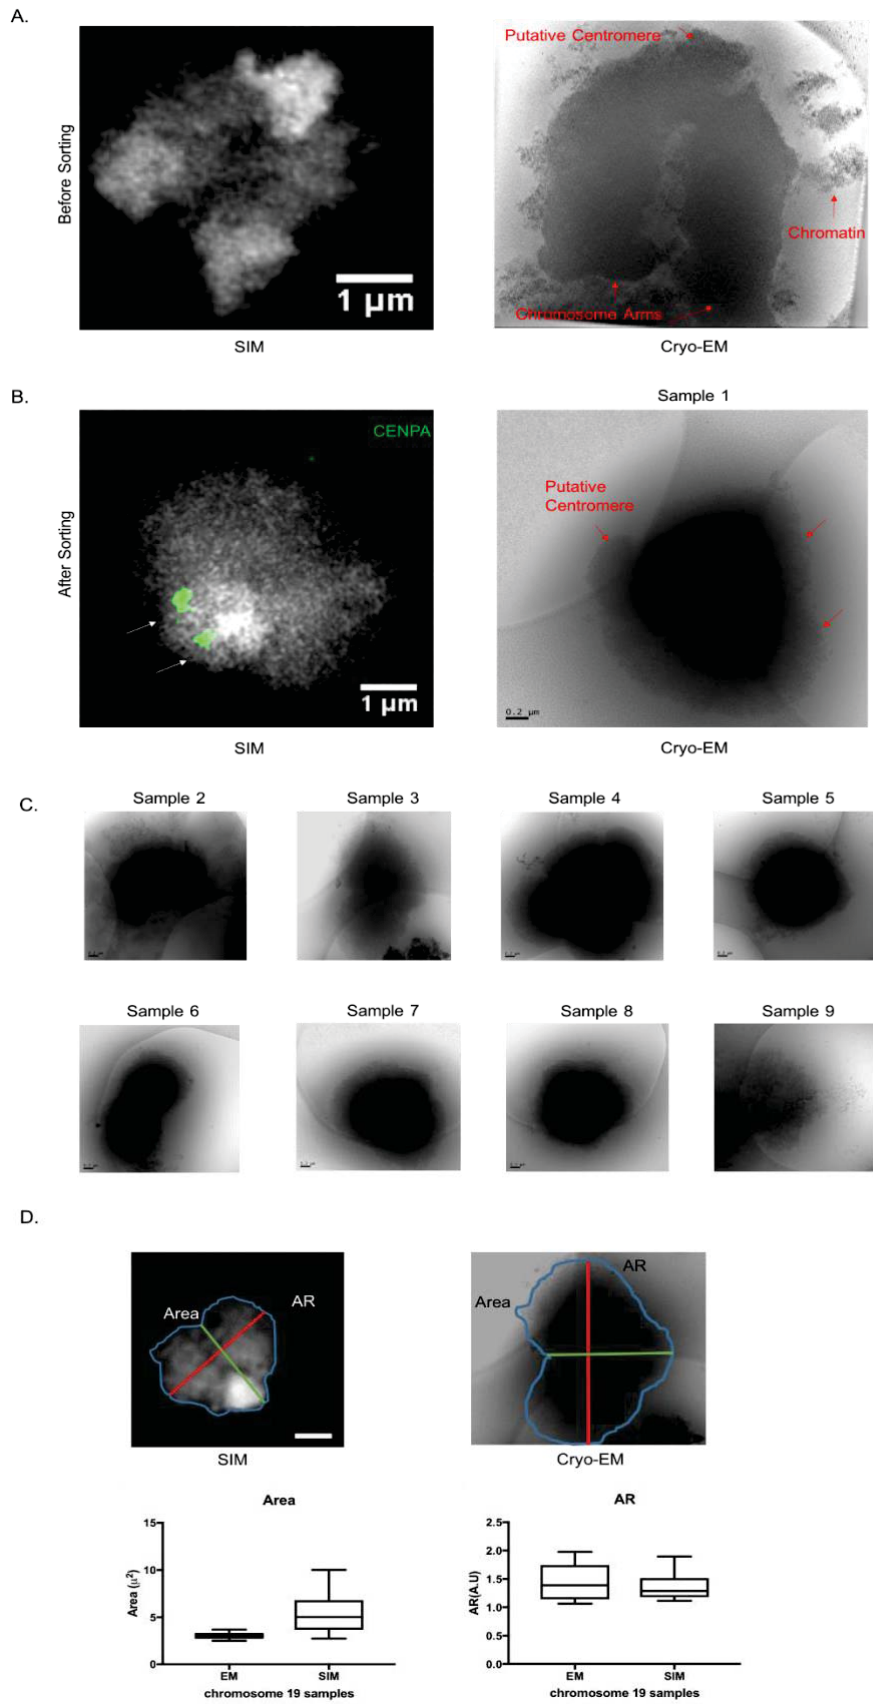 A.
Before Sorting
1 μm
SIM
Putative Centromere
Chromatin
Chromosome Arms
Cryo-EM
B.
After Sorting
CENPA
1 μm
SIM
Sample 1
Putative
Centromere
0.2 μm
Cryo-EM
C.
Sample 2
Sample 3
Sample 4
Sample 5
Sample 6
Sample 7
Sample 8
Sample 9
D.
Area
AR
SIM
Area
AR
Cryo-EM
Area
15
10
5
0
Area (μ²)
EM
SIM
chromosome 19 samples
AR
2.5
2.0
1.5
1.0
0.5
0.0
AR(A.U)
EM
SIM
chromosome 19 samples